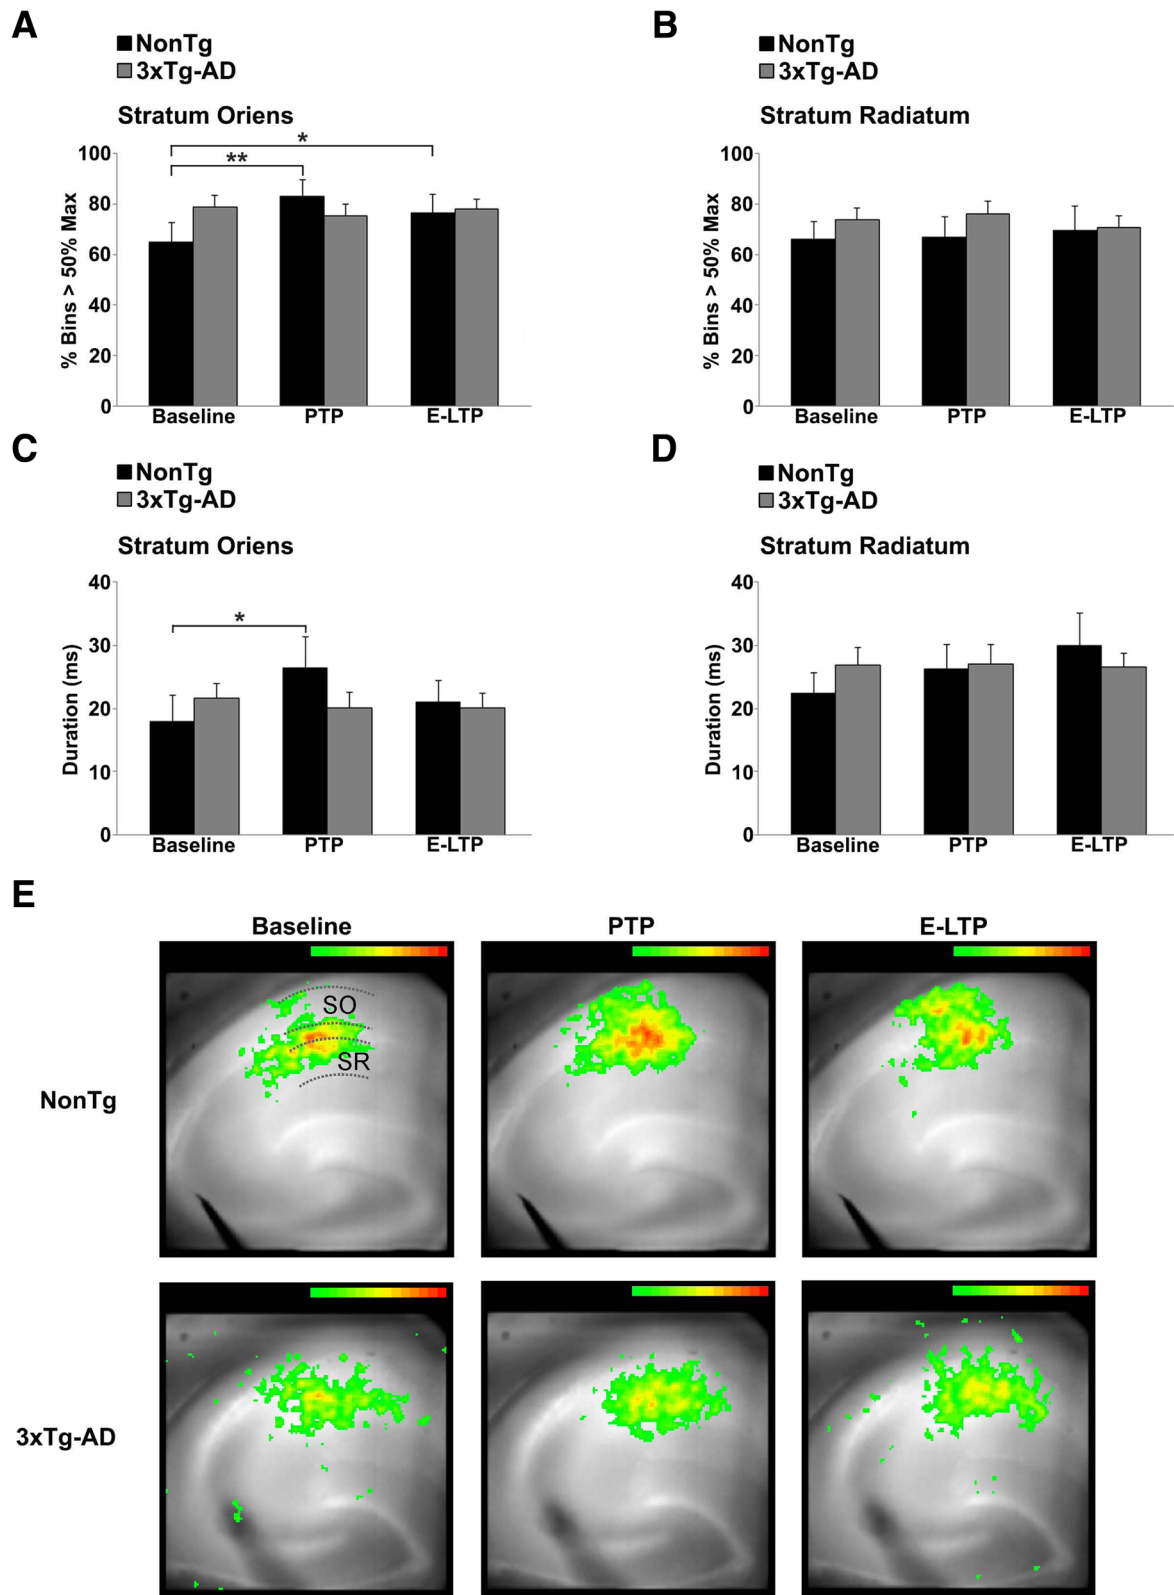 A
NonTg
3xTg-AD
Stratum Oriens
* 
**
% Bins > 50% Max
100
80
60
40
20
0
Baseline PTP E-LTP
B
NonTg
3xTg-AD
Stratum Radiatum
% Bins > 50% Max
100
80
60
40
20
0
Baseline PTP E-LTP
C
NonTg
3xTg-AD
Stratum Oriens
*
Duration (ms)
40
30
20
10
0
Baseline PTP E-LTP
D
NonTg
3xTg-AD
Stratum Radiatum
Duration (ms)
40
30
20
10
0
Baseline PTP E-LTP
E
Baseline PTP E-LTP
NonTg
SO
SR
3xTg-AD